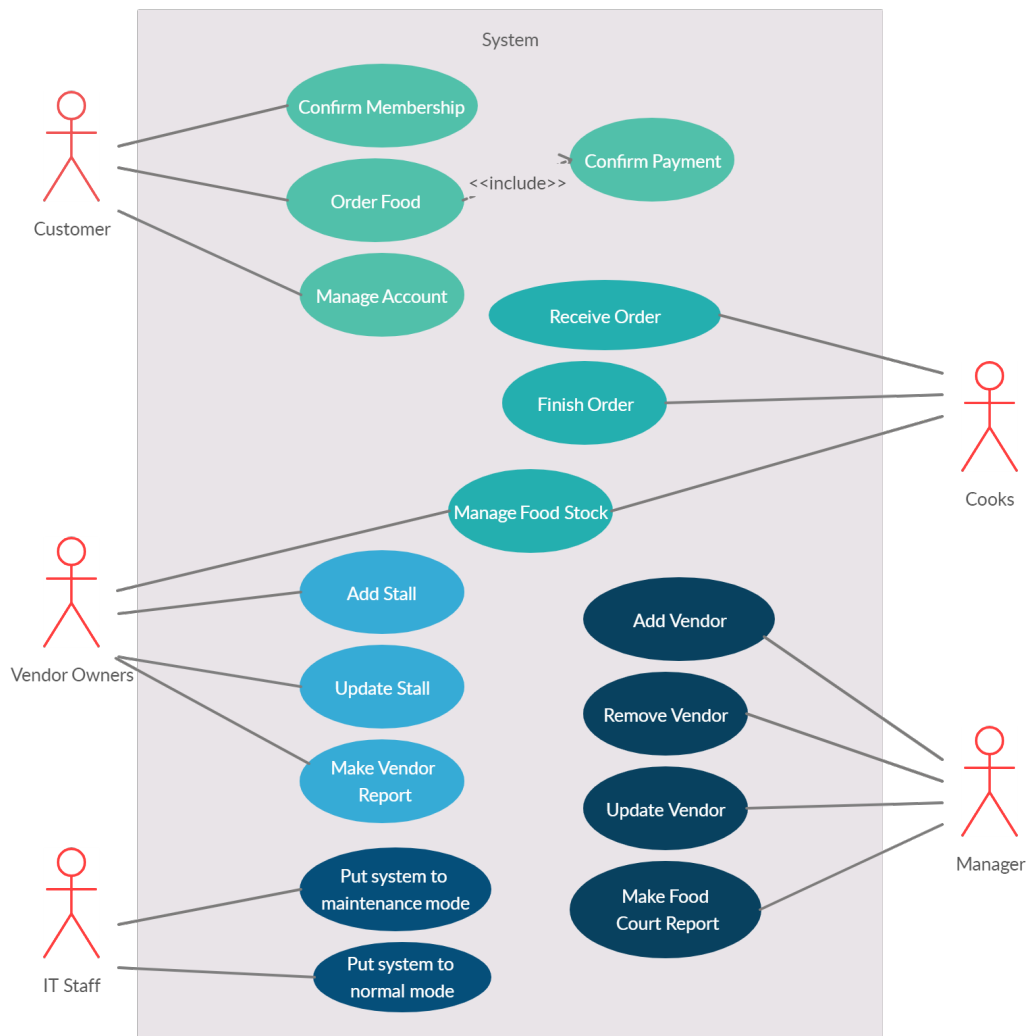 System
Confirm Membership
Confirm Payment
<<include>>
Order Food
Customer
Manage Account
Receive Order
Finish Order
Cooks
Manage Food Stock
Add Stall
Add Vendor
Vendor Owners
Update Stall
Remove Vendor
Make Vendor
Report
Update Vendor
Manager
Put system to
maintenance mode
Make Food
Court Report
IT Staff
Put system to
normal mode